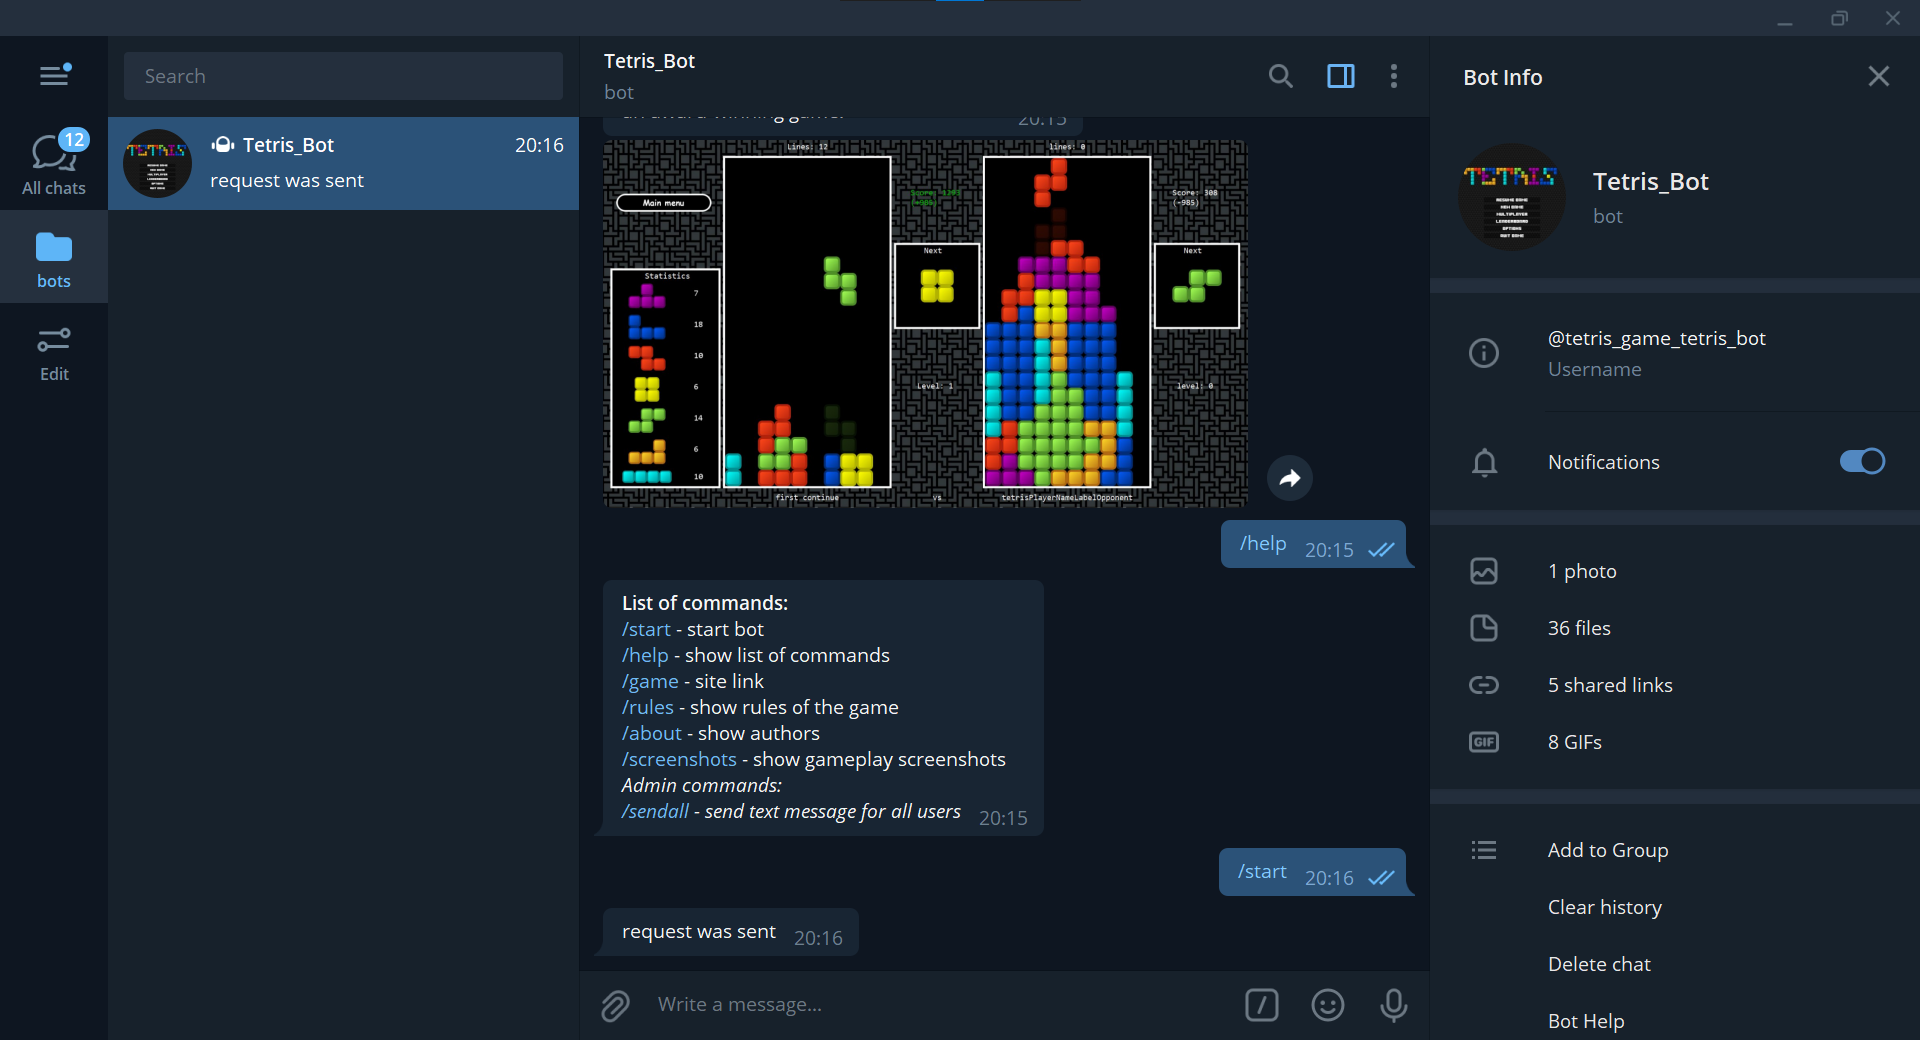 Search
12
All chats
bots
Edit
Tetris_Bot
20:16
request was sent
Tetris_Bot
bot
20:15
Lines: 12
lines: 0
Main menu
Score: 1293
(+985)
Score: 308
(-985)
Next
Next
Statistics
7
18
10
6
14
6
10
Level: 1
level: 0
first continue
vs
tetrisPlayerNameLabelOpponent
/help 20:15
List of commands:
/start - start bot
/help - show list of commands
/game - site link
/rules - show rules of the game
/about - show authors
/screenshots - show gameplay screenshots
Admin commands:
/sendall - send text message for all users 20:15
/start 20:16
request was sent 20:16
Write a message...
Bot Info
TETRIS
Tetris_Bot
bot
@tetris_game_tetris_bot
Username
Notifications
1 photo
36 files
5 shared links
GIF
8 GIFs
Add to Group
Clear history
Delete chat
Bot Help